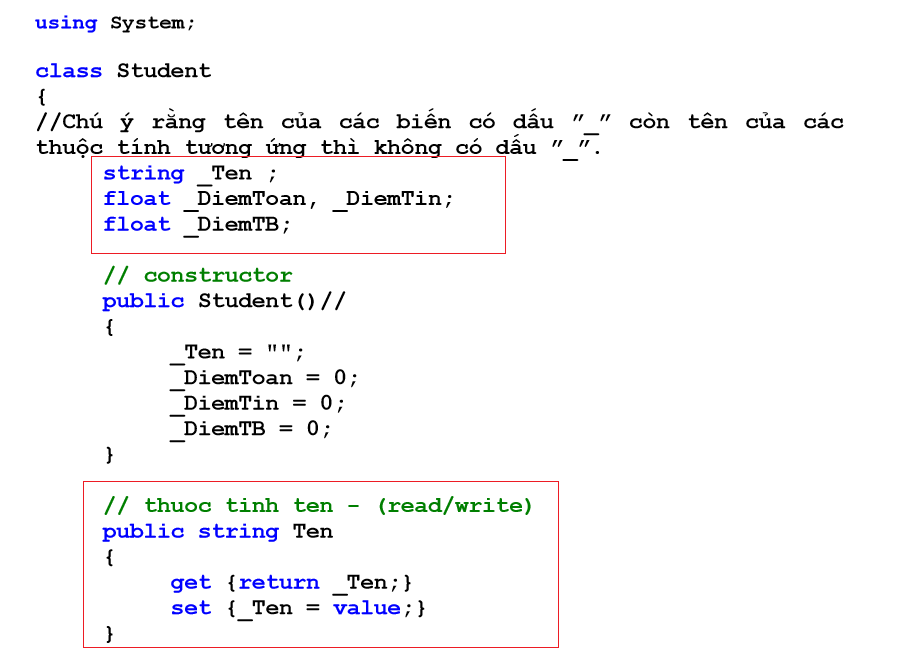 using System;
class Student
{
//Chú ý rằng tên của các biến có dấu ”_” còn tên của các
thuộc tính tương ứng thì không có dấu ”_”.
string _Ten ;
float _DiemToan, _DiemTin;
float _DiemTB;
// constructor
public Student()//
{
_Ten = "";
_DiemToan = 0;
_DiemTin = 0;
_DiemTB = 0;
}
// thuoc tinh ten - (read/write)
public string Ten
{
get {return _Ten;}
set {_Ten = value;}
}